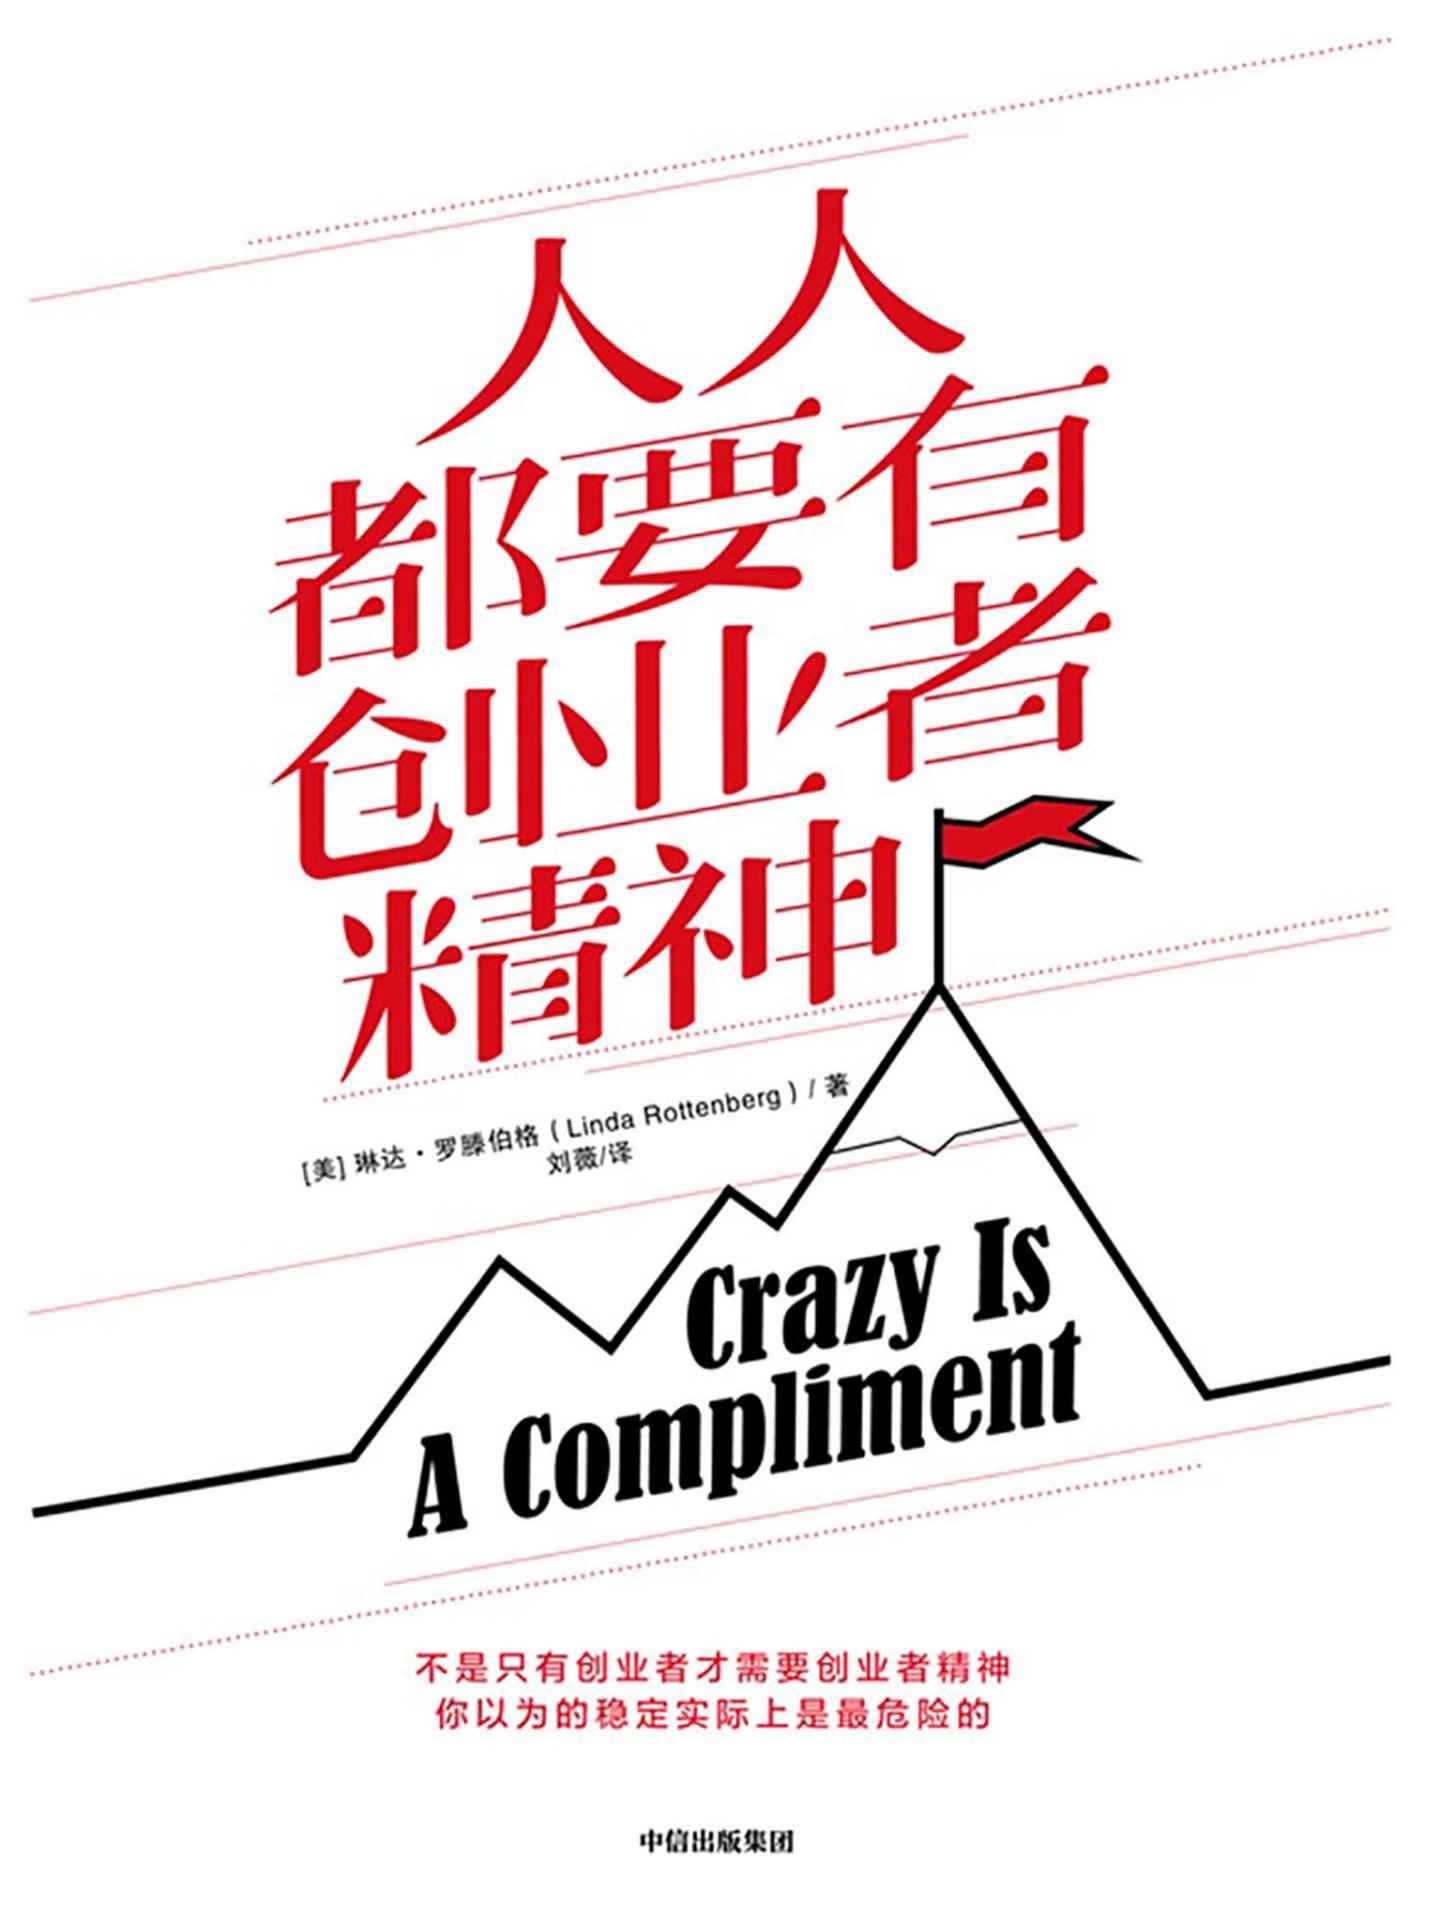 人人
都要有
创业者
精神
[美] 琳达·罗滕伯格（Linda Rottenberg）/ 著
刘薇/译
Crazy Is
A Compliment
不是只有创业者才需要创业者精神
你以为的稳定实际上是最危险的
中信出版集团